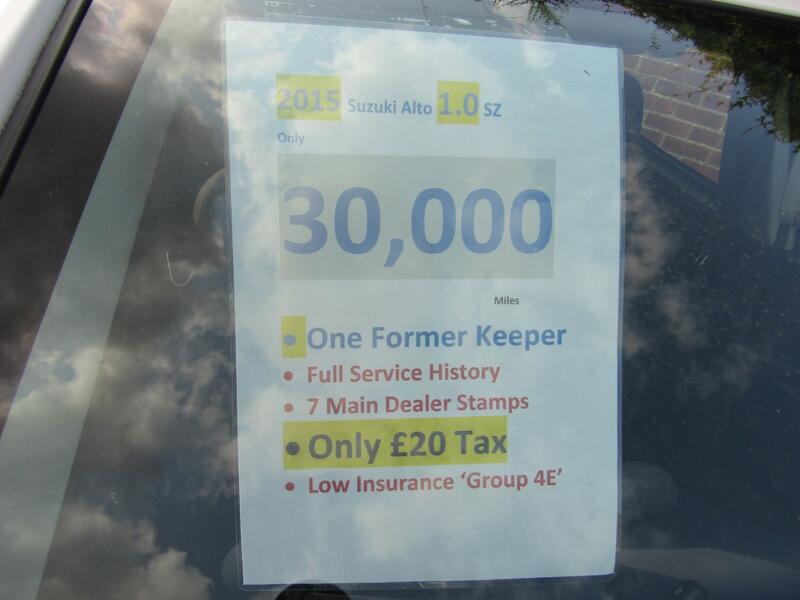 2015 Suzuki Alto 1.0 SZ
Only
30,000
Miles
• One Former Keeper
• Full Service History
• 7 Main Dealer Stamps
• Only £20 Tax
• Low Insurance ‘Group 4E’